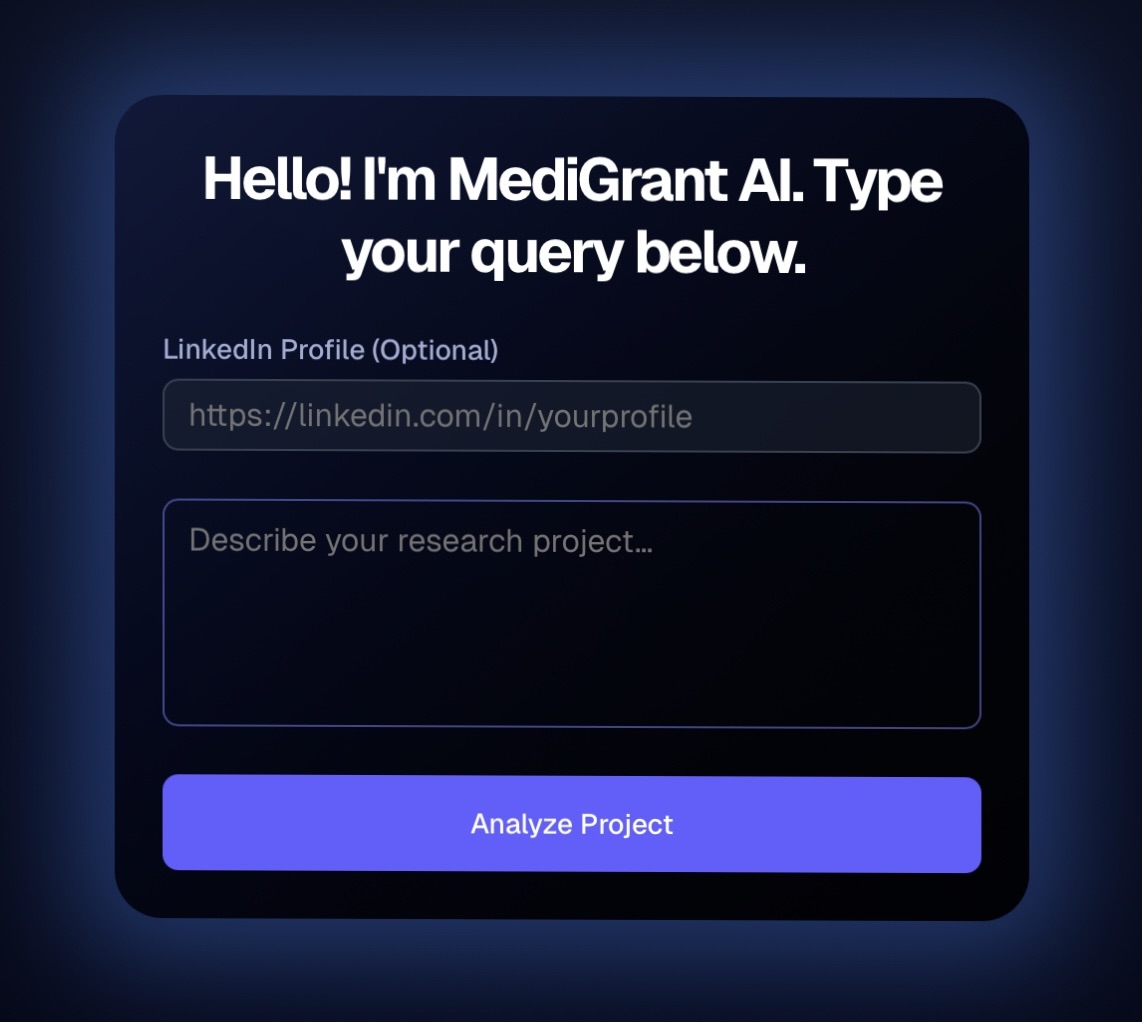 Hello! I'm MediGrant AI. Type
your query below.
LinkedIn Profile (Optional)
https://linkedin.com/in/yourprofile
Describe your research project...
Analyze Project